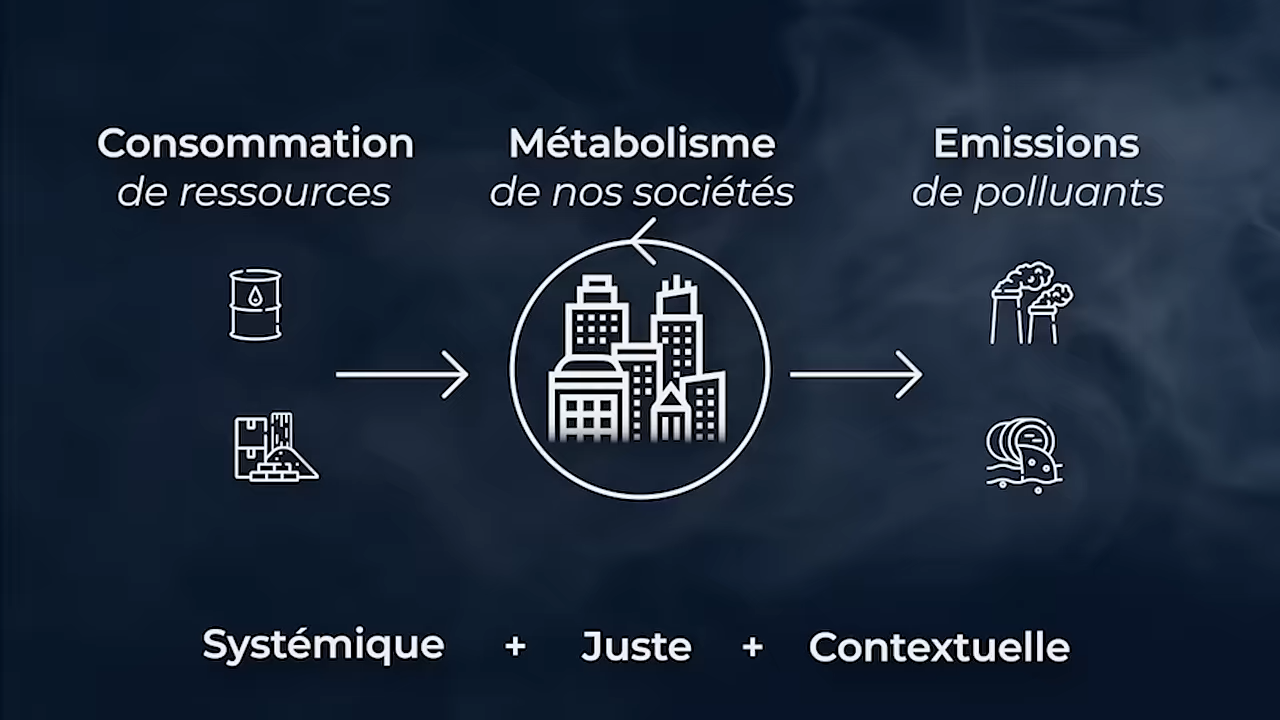 Consommation
de ressources
Métabolisme
de nos sociétés
Emissions
de polluants
Systémique + Juste + Contextuelle